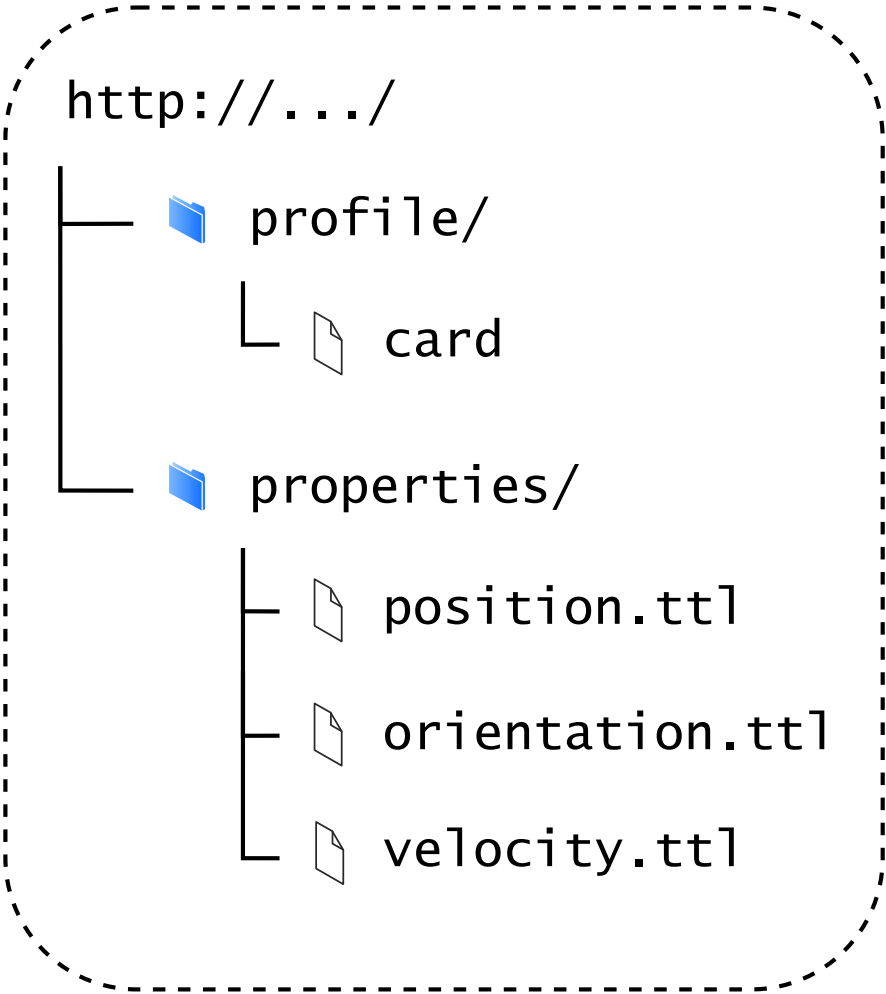 http://.../
profile/
card
properties/
position.ttl
orientation.ttl
velocity.ttl